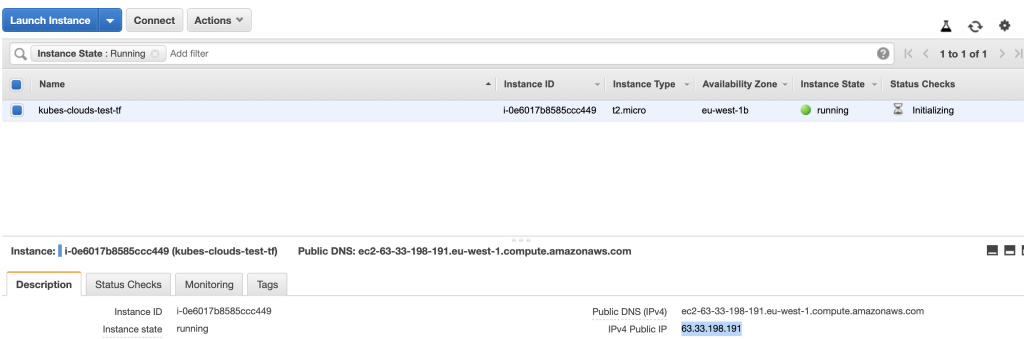 Launch Instance Connect Actions
Instance State : Running Add filter 1 to 1 of 1
Name Instance ID Instance Type Availability Zone Instance State Status Checks
kubes-clouds-test-tf i-0e6017b8585ccc449 t2.micro eu-west-1b running Initializing
Instance: i-0e6017b8585ccc449 (kubes-clouds-test-tf) Public DNS: ec2-63-33-198-191.eu-west-1.compute.amazonaws.com
Description Status Checks Monitoring Tags
Instance ID i-0e6017b8585ccc449 Public DNS (IPv4) ec2-63-33-198-191.eu-west-1.compute.amazonaws.com
Instance state running IPv4 Public IP 63.33.198.191